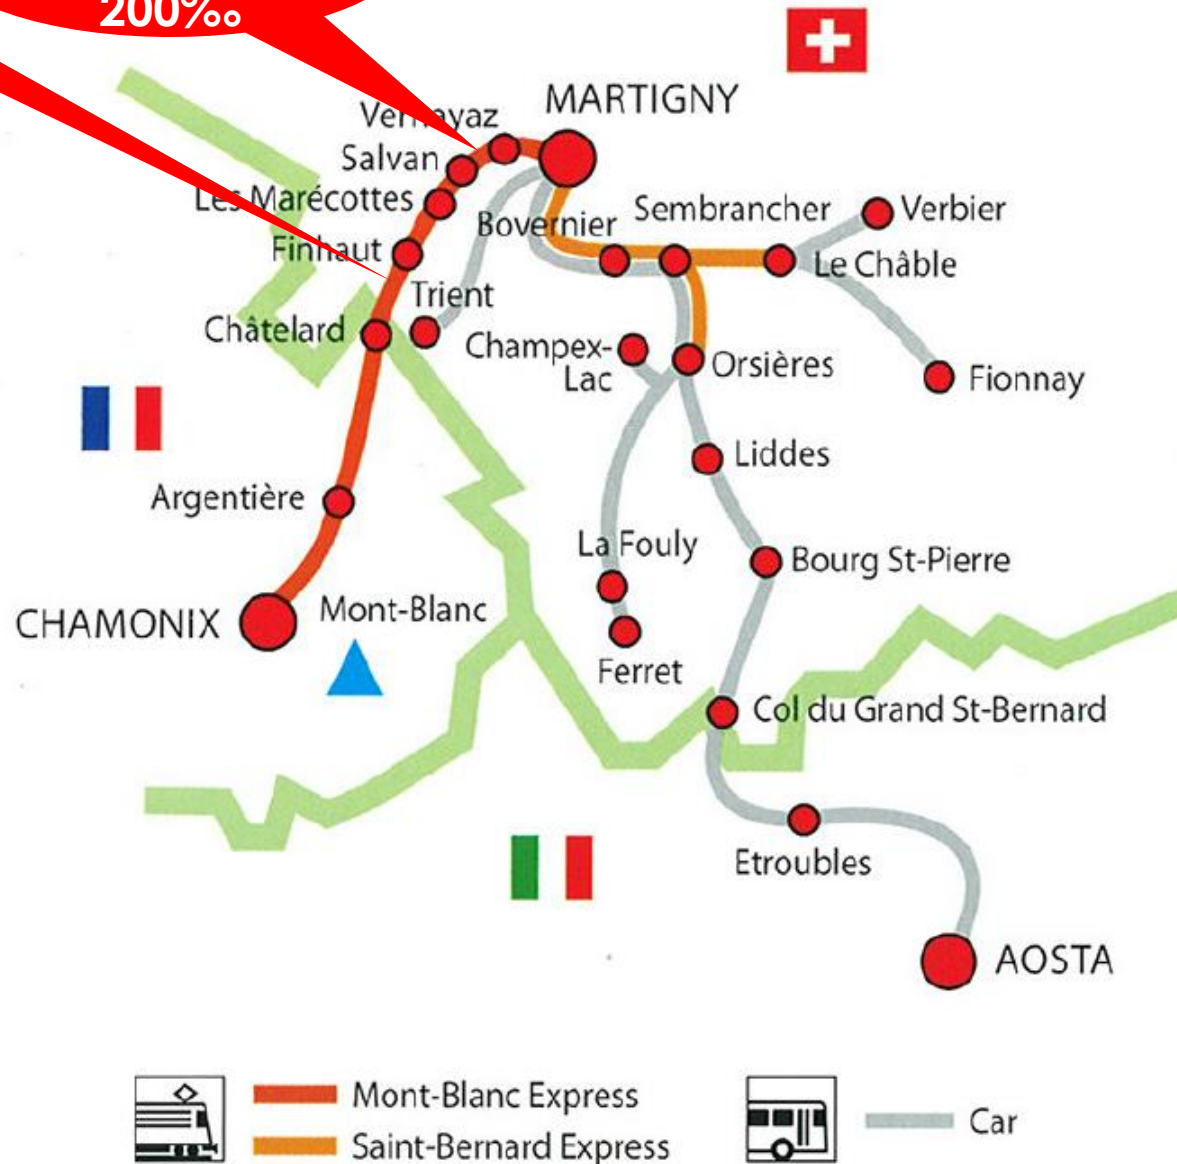 200‰
MARTIGNY
Vernayaz
Salvan
Les Marécottes
Finhaut
Trient
Châtelard
Bovernier
Sembrancher
Verbier
Le Châble
Champex-
Lac
Orsières
Fionnay
Liddes
Argentière
La Fouly
Bourg St-Pierre
CHAMONIX
Mont-Blanc
Ferret
Col du Grand St-Bernard
Etroubles
AOSTA
Mont-Blanc Express
Saint-Bernard Express
Car